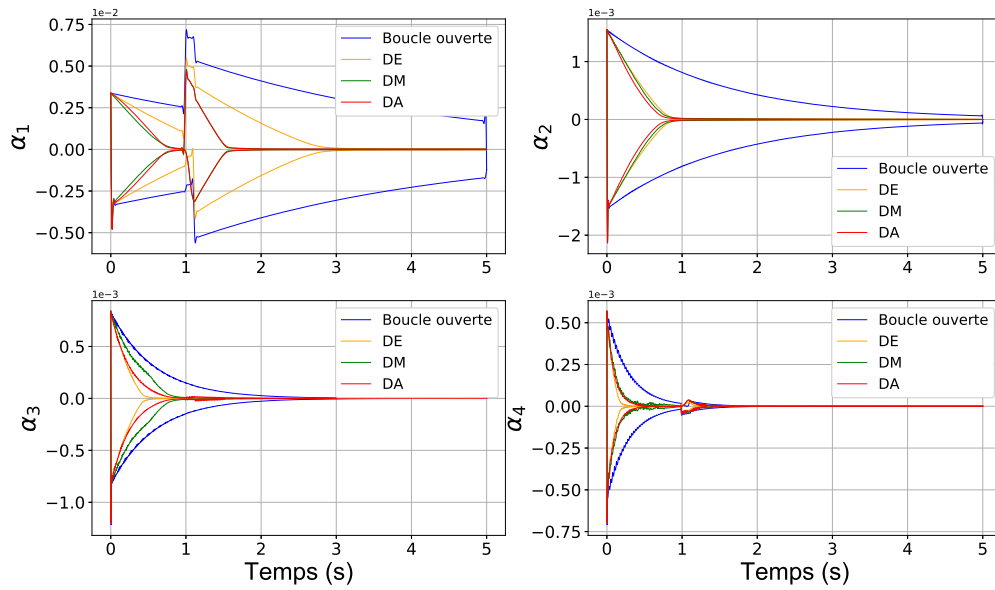 1e−2
0.75
0.50
0.25
0.00
−0.25
−0.50
α1
0 1 2 3 4 5
Boucle ouverte
DE
DM
DA
1e−3
1
0
−1
−2
α2
0 1 2 3 4 5
Boucle ouverte
DE
DM
DA
1e−3
0.5
0.0
−0.5
−1.0
α3
0 1 2 3 4 5
Temps (s)
Boucle ouverte
DE
DM
DA
1e−3
0.50
0.25
0.00
−0.25
−0.50
−0.75
α4
0 1 2 3 4 5
Temps (s)
Boucle ouverte
DE
DM
DA